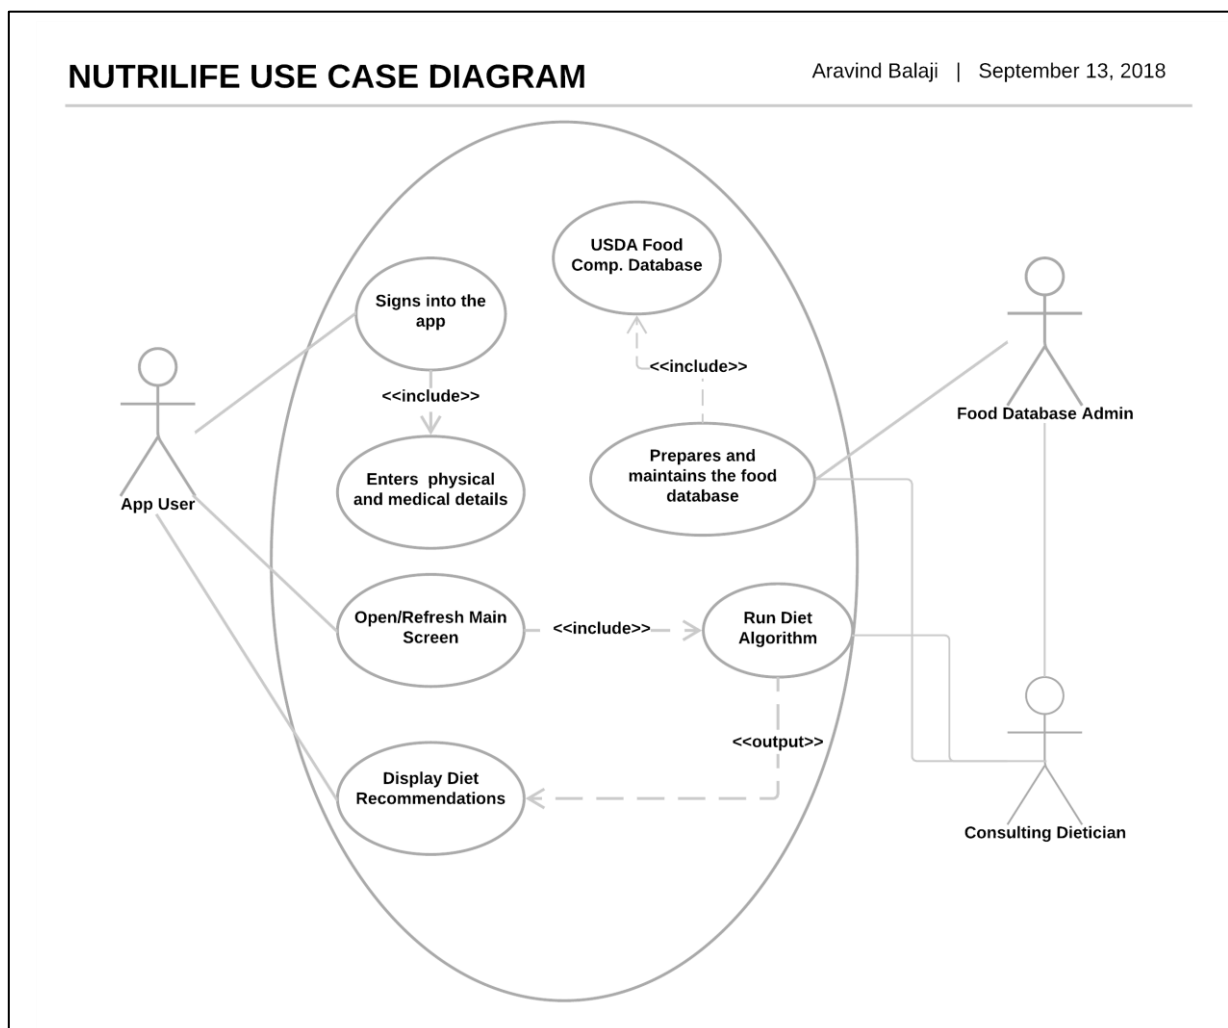 NUTRILIFE USE CASE DIAGRAM
Aravind Balaji | September 13, 2018
USDA Food
Comp. Database
Signs into the
app
<<include>>
<<include>>
Food Database Admin
Prepares and
maintains the food
database
Enters physical
and medical details
App User
Open/Refresh Main
Screen
<<include>>
Run Diet
Algorithm
<<output>>
Display Diet
Recommendations
Consulting Dietician